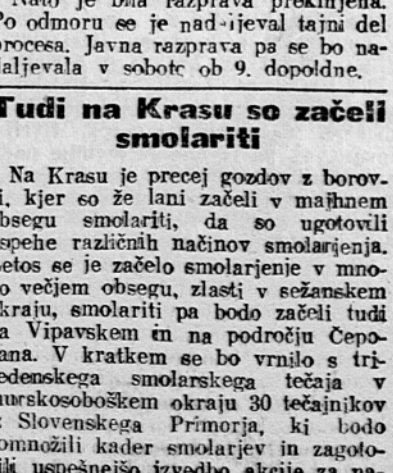 Nato je bila razprava prekinjena.
Po odmoru se je nadaljeval tajni del
procesa. Javna razprava pa se bo na-
daljevala v soboto ob 9. dopoldne.
Tudi na Krasu so začeli
smolariti
Na Krasu je precej gozdov z borov-
i, kjer so že lani začeli v majhnem
obsegu smolariti, da so ugotovili
uspehe različnih načinov smolarjenja.
Letos se je začelo smolarjenje v mno-
go večjem obsegu, zlasti v sežanskem
okraju, smolariti pa bodo začeli tudi
na Vipavskem in na področju Čepo-
vana. V kratkem se bo vrnilo s tri-
tedenskega smolarskega tečaja v
murskosoboškem okraju 30 tečajnikov
iz Slovenskega Primorja, ki bodo
pomnožili kader smolarjev in zagoto-
vili uspešnejšo izvedbo akcije za